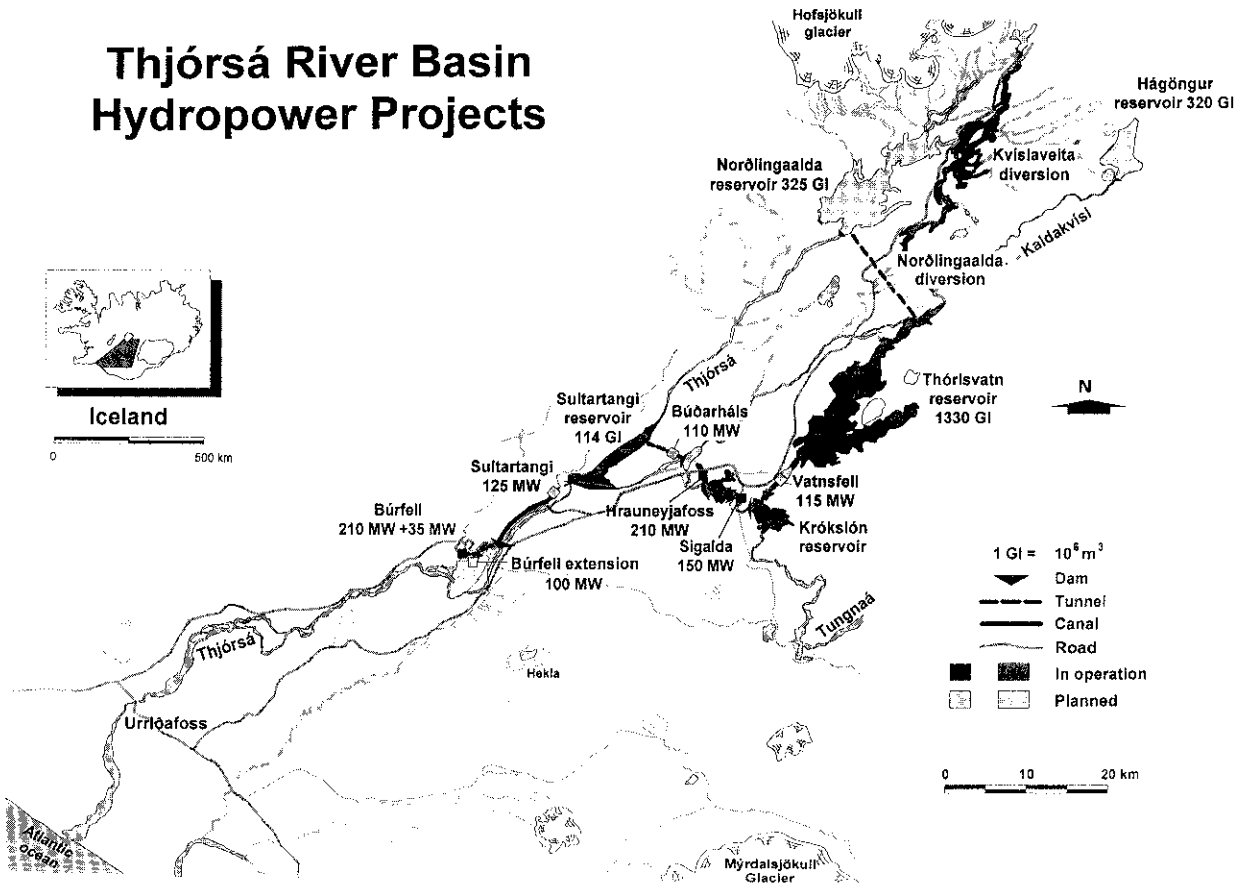 Thjórsá River Basin
Hydropower Projects
Hofsjökull
glacier
Hágöngur
reservoir 320 Gl
Norðlingaalda
reservoir 325 Gl
Kvíslaveita
diversion
Kaldakvísl
Norðlingaalda
diversion
Iceland
0 500 km
Thjórsá
Thórisvatn
reservoir
1330 Gl
N
Sultartangi
reservoir
114 Gl
Búðarháls
110 MW
Sultartangi
125 MW
Vatnsfell
115 MW
Hrauneyjafoss
210 MW
Krókslón
reservoir
Sigalda
150 MW
Búrfell
210 MW +35 MW
Búrfell extension
100 MW
Tungnaá
Thjórsá
Hekla
Urriðafoss
1 Gl = 10⁶ m³
Dam
Tunnel
Canal
Road
In operation
Planned
0 10 20 km
Atlantic
ocean
Mýrdalsjökull
Glacier